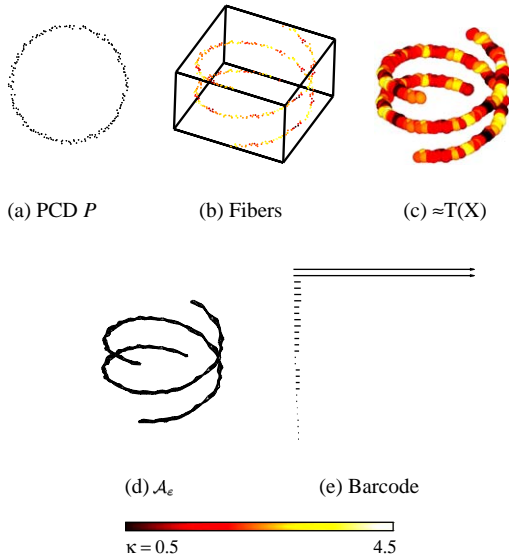 (a) PCD P
(b) Fibers
(c) ≈T(X)
(d) 𝒜ε
(e) Barcode
κ = 0.5
4.5